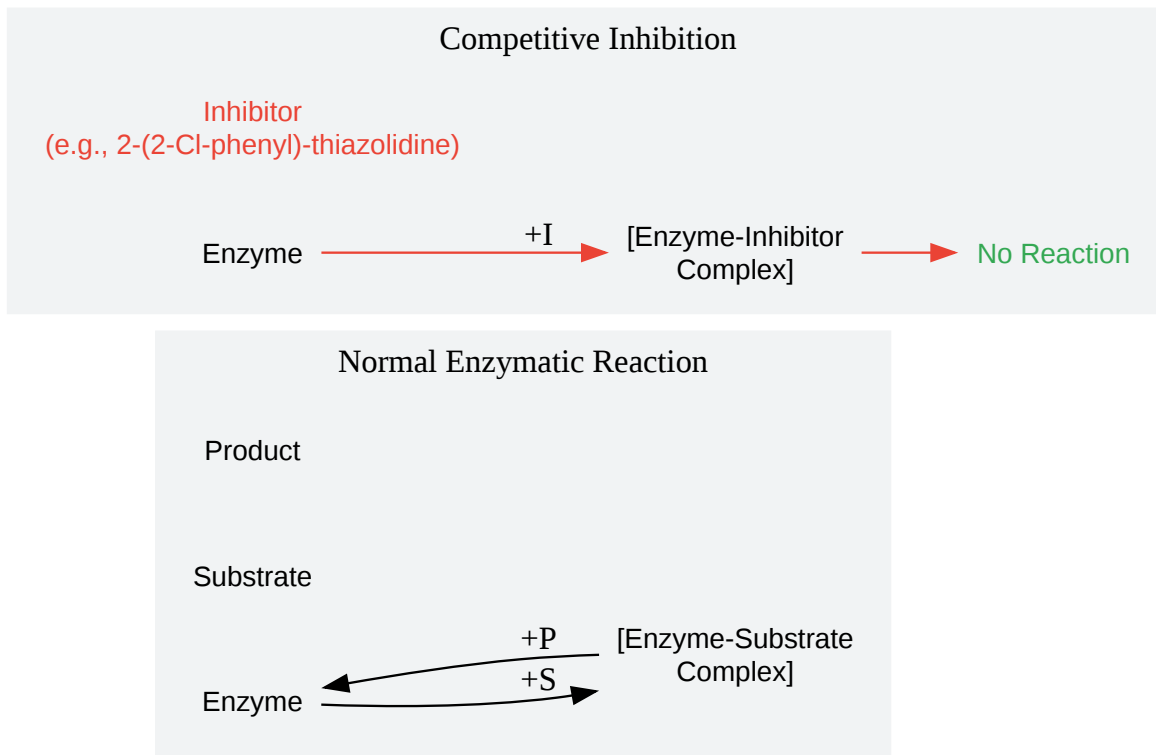 Competitive Inhibition
Inhibitor
(e.g., 2-(2-Cl-phenyl)-thiazolidine)
Enzyme
+I
[Enzyme-Inhibitor
Complex]
No Reaction
Normal Enzymatic Reaction
Product
Substrate
+P
[Enzyme-Substrate
Complex]
+S
Enzyme